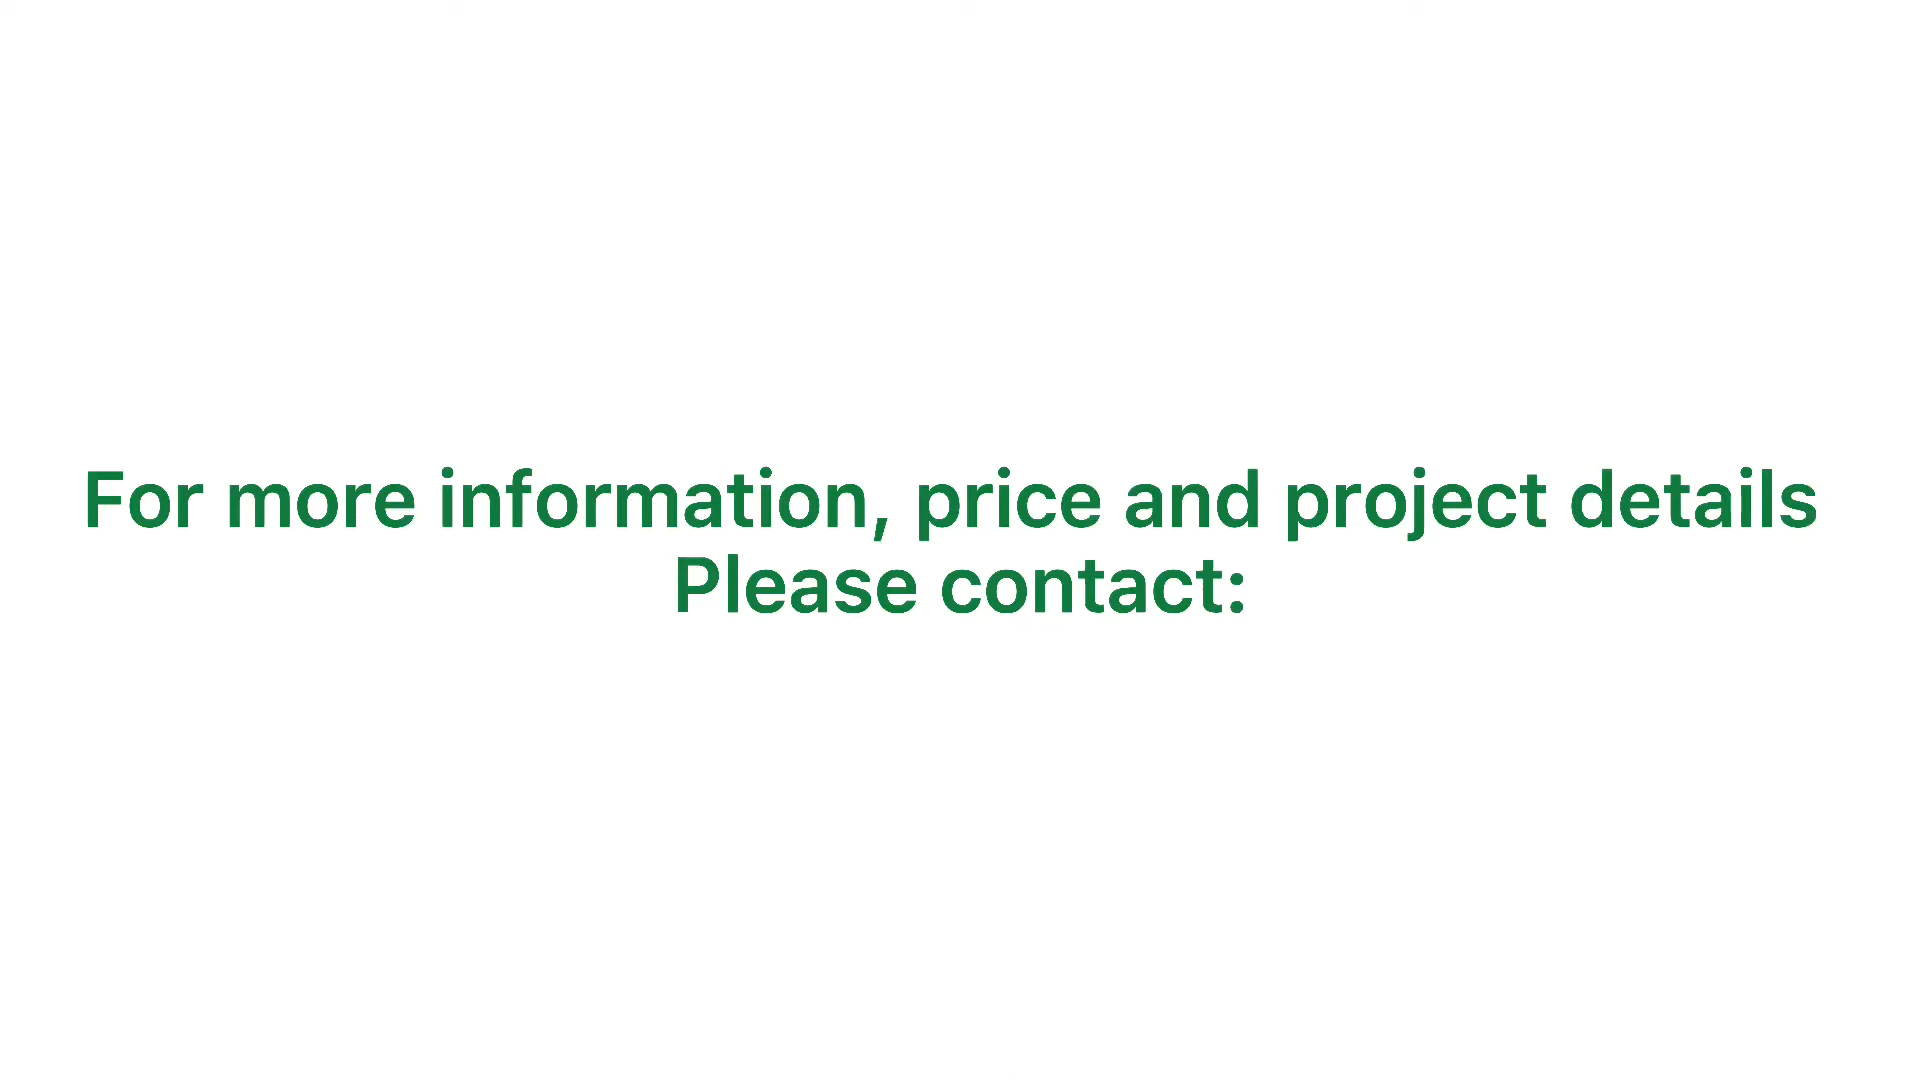 For more information, price and project details
Please contact: